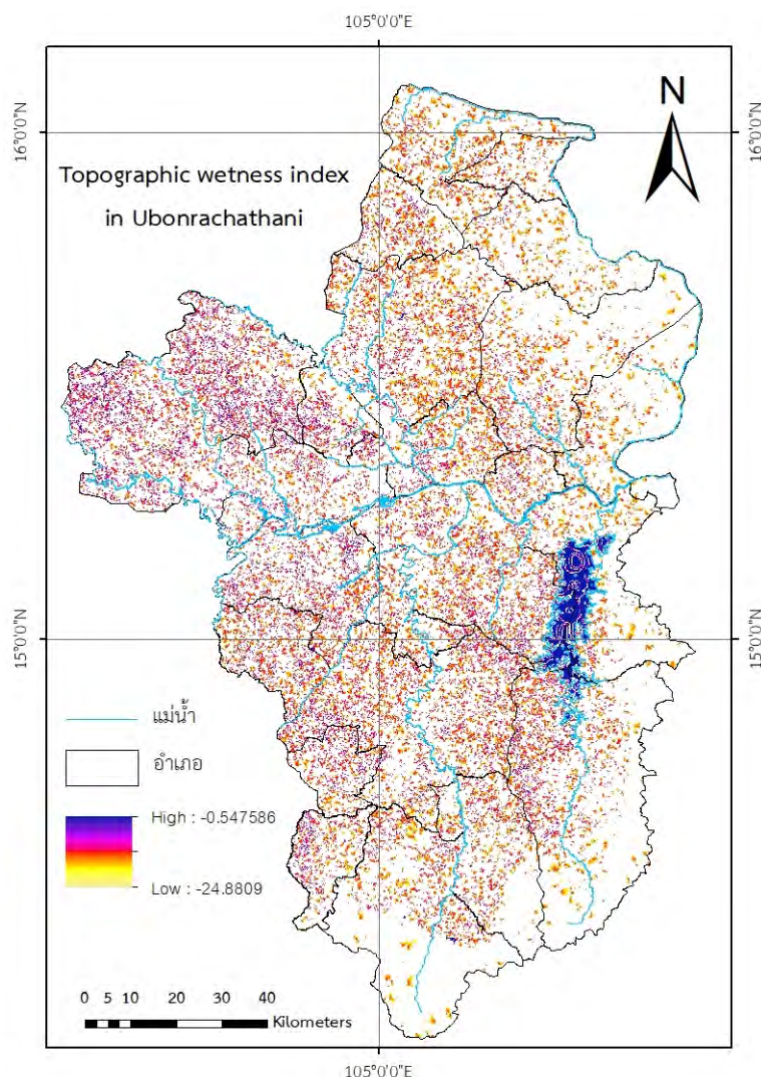 105°0'0"E
N
16°0'0"N
16°0'0"N
Topographic wetness index
in Ubonrachathani
15°0'0"N
15°0'0"N
แม่น้ำ
อำเภอ
High : -0.547586
Low : -24.8809
0 5 10 20 30 40
Kilometers
105°0'0"E